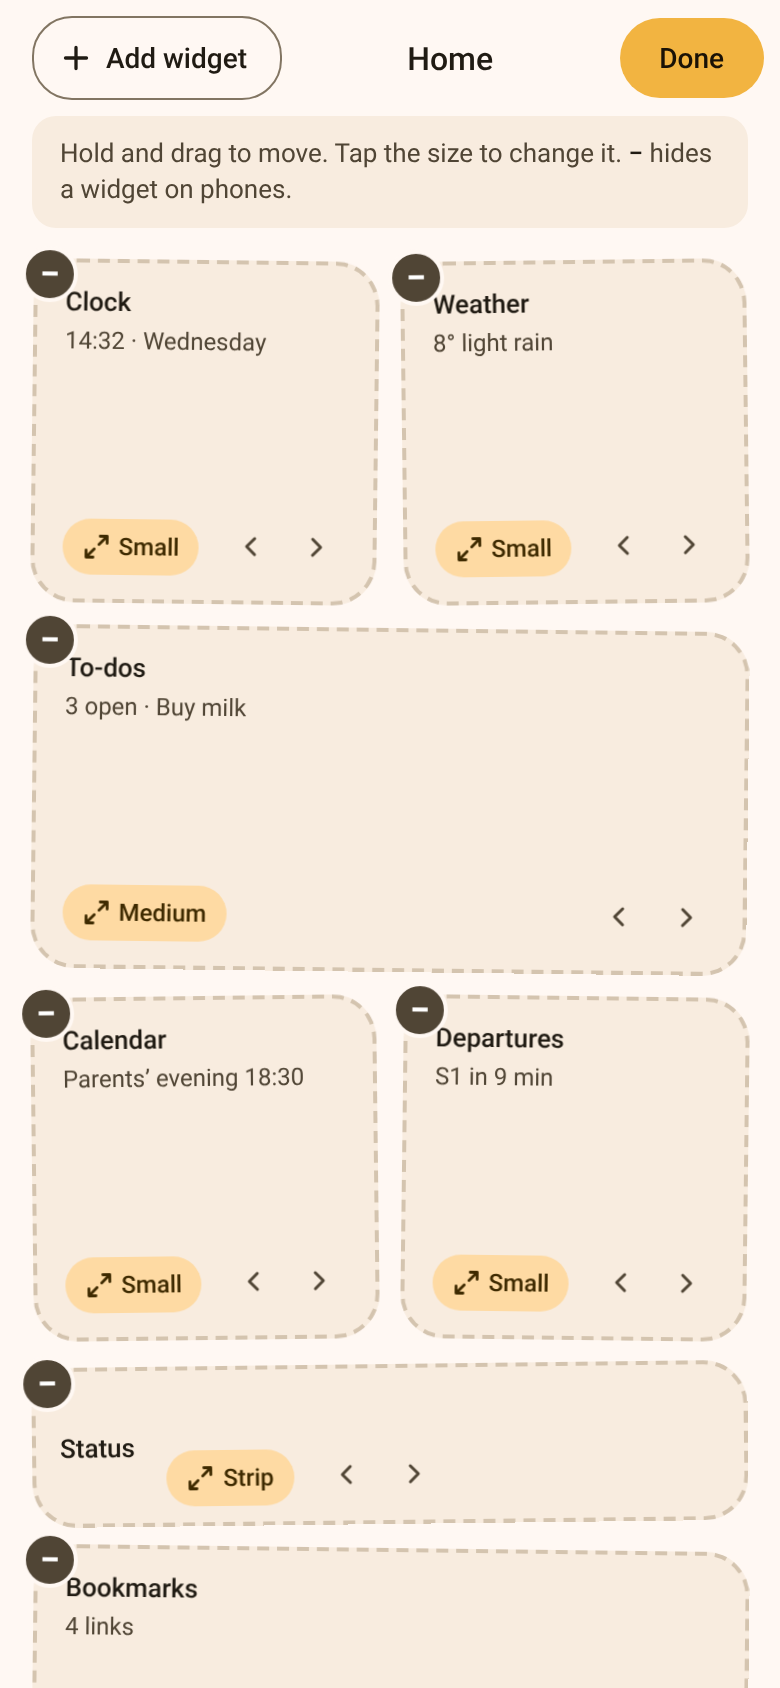 Add widget
Home
Done
Hold and drag to move. Tap the size to change it. – hides
a widget on phones.
Clock
14:32 · Wednesday
Small
Weather
8° light rain
Small
To-dos
3 open · Buy milk
Medium
Calendar
Parents’ evening 18:30
Small
Departures
S1 in 9 min
Small
Status
Strip
Bookmarks
4 links